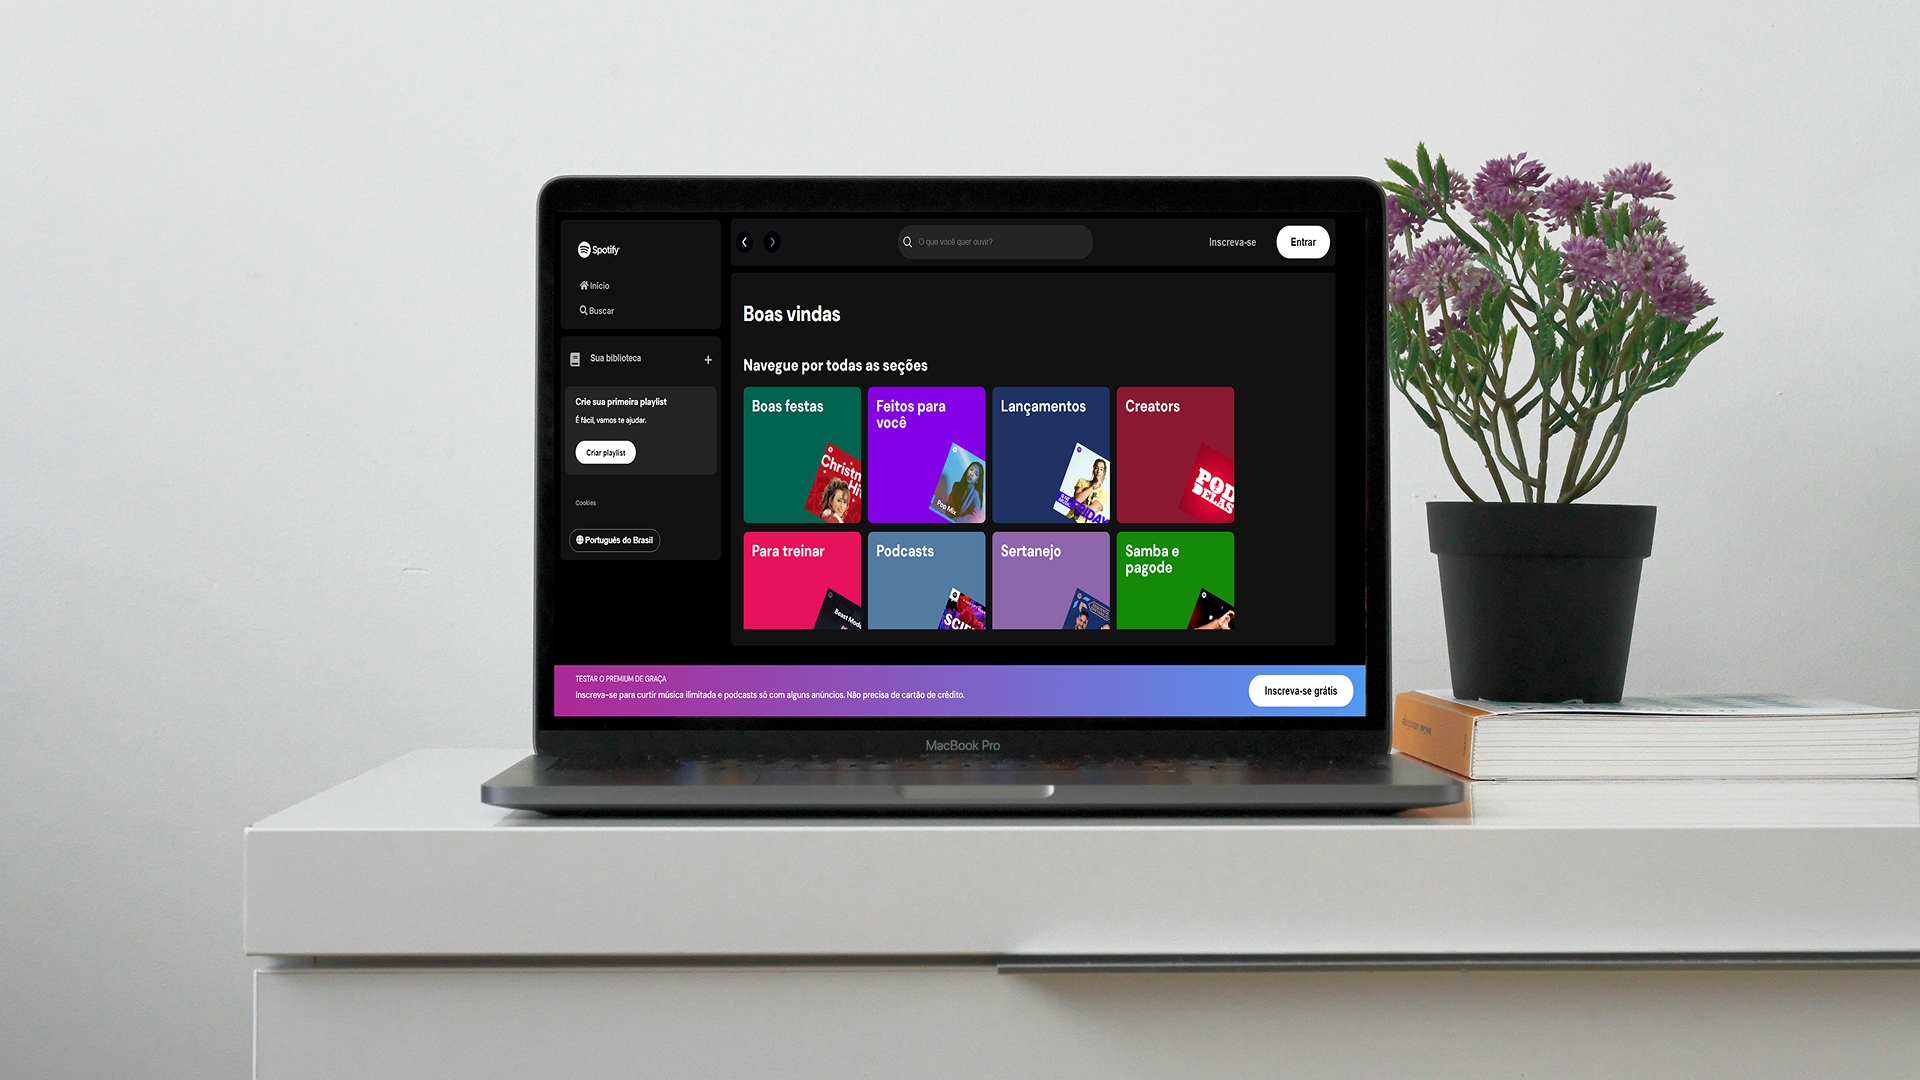 Spotify
Início
Buscar
Sua biblioteca
+
Crie sua primeira playlist
É fácil, vamos te ajudar.
Criar playlist
Cookies
Português do Brasil
O que você quer ouvir?
Inscreva-se
Entrar
Boas vindas
Navegue por todas as seções
Boas festas
Christm
Hi
Feitos para
você
Pop Mix
Lançamentos
FRIDAY
Creators
POD
DELAS
Para treinar
Beast Mod
Podcasts
SCI
Sertanejo
Samba e
pagode
TESTAR O PREMIUM DE GRAÇA
Inscreva-se para curtir música ilimitada e podcasts só com alguns anúncios. Não precisa de cartão de crédito.
Inscreva-se grátis
MacBook Pro